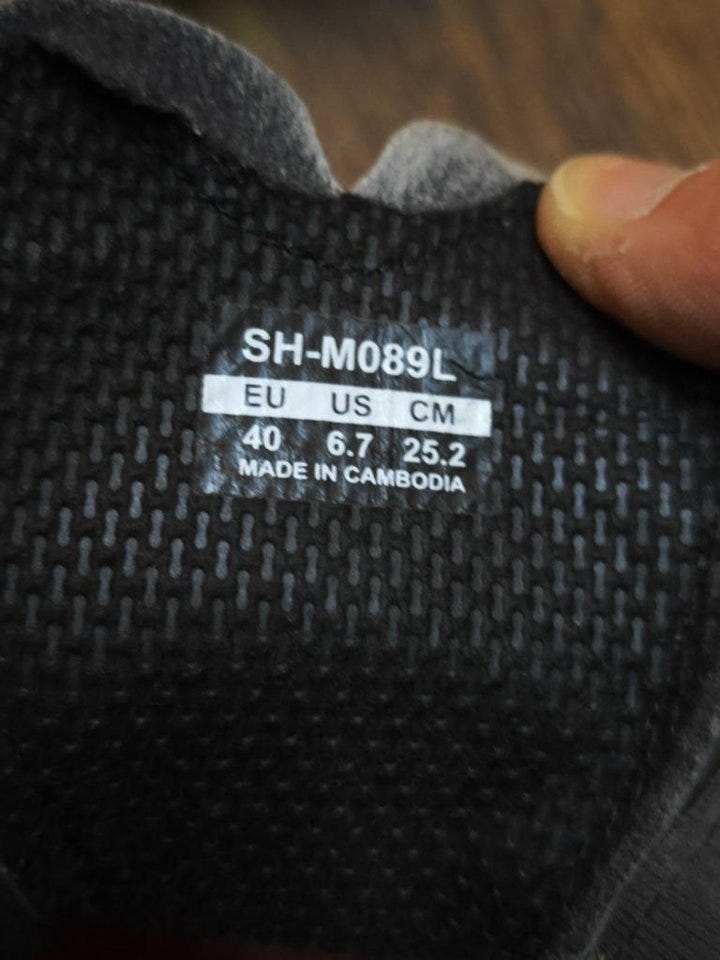 SH-M089L
EU US CM
40 6.7 25.2
MADE IN CAMBODIA